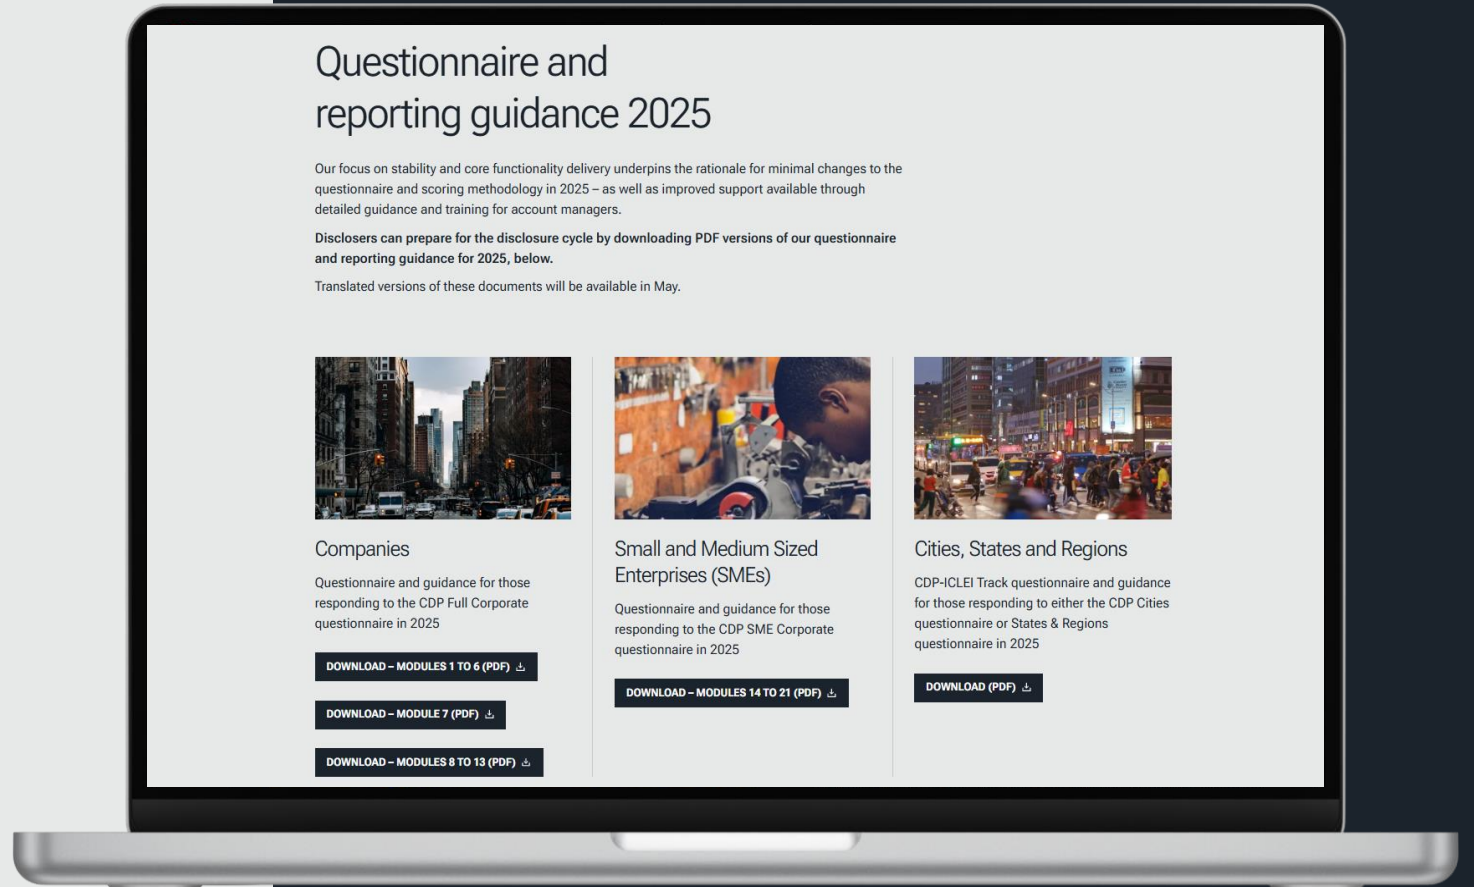 Questionnaire and
reporting guidance 2025
Our focus on stability and core functionality delivery underpins the rationale for minimal changes to the
questionnaire and scoring methodology in 2025 – as well as improved support available through
detailed guidance and training for account managers.
Disclosers can prepare for the disclosure cycle by downloading PDF versions of our questionnaire
and reporting guidance for 2025, below.
Translated versions of these documents will be available in May.
Companies
Questionnaire and guidance for those
responding to the CDP Full Corporate
questionnaire in 2025
DOWNLOAD – MODULES 1 TO 6 (PDF)
DOWNLOAD – MODULE 7 (PDF)
DOWNLOAD – MODULES 8 TO 13 (PDF)
Small and Medium Sized
Enterprises (SMEs)
Questionnaire and guidance for those
responding to the CDP SME Corporate
questionnaire in 2025
DOWNLOAD – MODULES 14 TO 21 (PDF)
Cities, States and Regions
CDP-ICLEI Track questionnaire and guidance
for those responding to either the CDP Cities
questionnaire or States & Regions
questionnaire in 2025
DOWNLOAD (PDF)